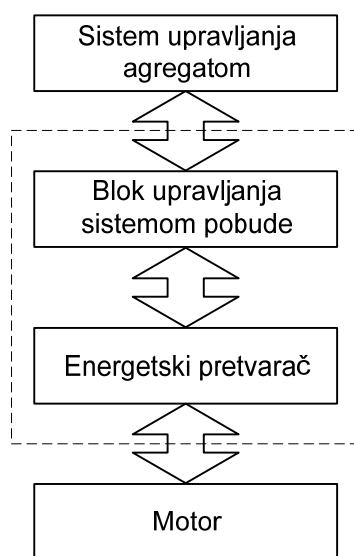 Sistem upravljanja
agregatom
Blok upravljanja
sistemom pobude
Energetski pretvarač
Motor